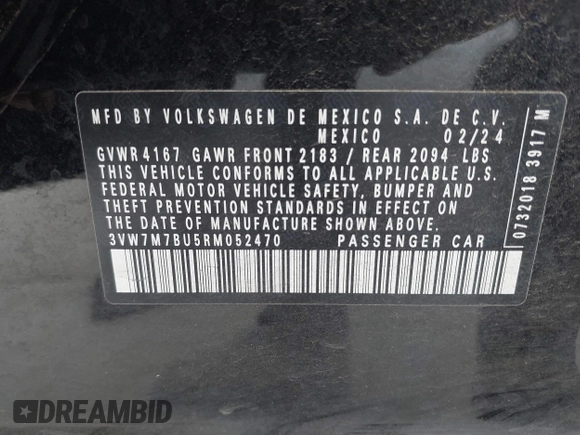 MFD BY VOLKSWAGEN DE MEXICO S.A. DE C.V.
MEXICO 02/24
GVWR 4167 GAWR FRONT 2183 / REAR 2094 LBS
THIS VEHICLE CONFORMS TO ALL APPLICABLE U.S.
FEDERAL MOTOR VEHICLE SAFETY, BUMPER AND
THEFT PREVENTION STANDARDS IN EFFECT ON
THE DATE OF MANUFACTURE SHOWN ABOVE.
3VW7M7BU5RM052470 PASSENGER CAR
0732018 3917 M
DREAMBID